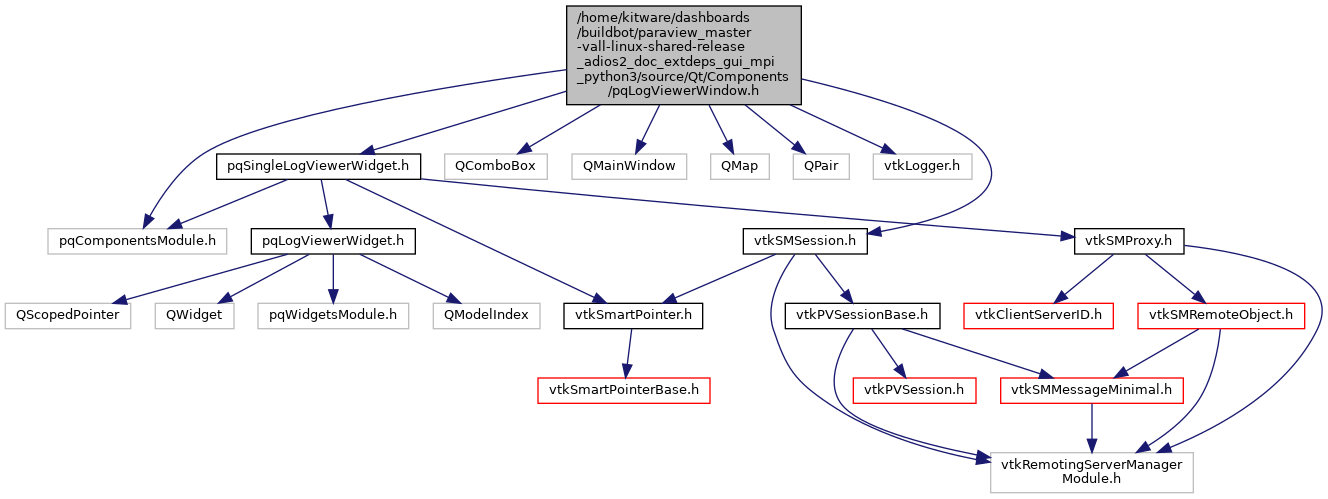 /home/kitware/dashboards
/buildbot/paraview_master
-vall-linux-shared-release
_adios2_doc_extdeps_gui_mpi
_python3/source/Qt/Components
/pqLogViewerWindow.h
pqSingleLogViewerWidget.h
QComboBox
QMainWindow
QMap
QPair
vtkLogger.h
pqComponentsModule.h
pqLogViewerWidget.h
vtkSMSession.h
vtkSMProxy.h
QScopedPointer
QWidget
pqWidgetsModule.h
QModelIndex
vtkSmartPointer.h
vtkPVSessionBase.h
vtkClientServerID.h
vtkSMRemoteObject.h
vtkSmartPointerBase.h
vtkPVSession.h
vtkSMMessageMinimal.h
vtkRemotingServerManager
Module.h